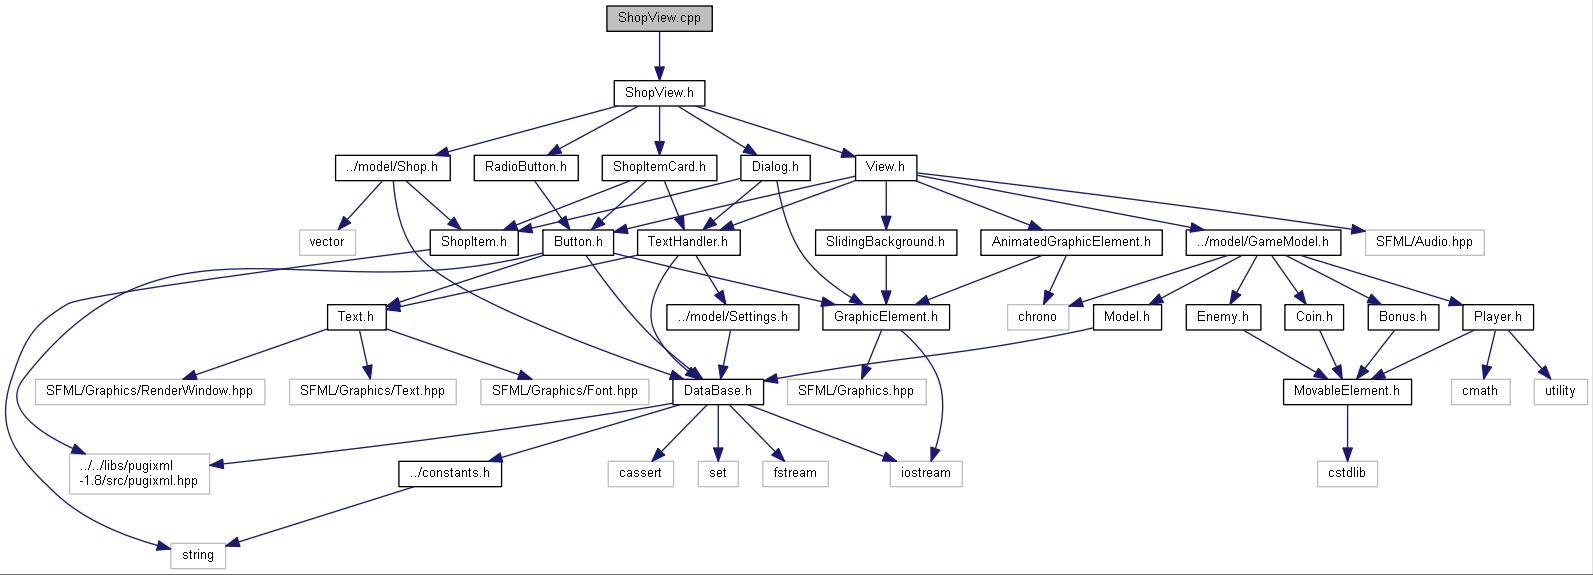 ShopView.cpp
ShopView.h
../model/Shop.h
RadioButton.h
ShopItemCard.h
Dialog.h
View.h
vector
ShopItem.h
Button.h
TextHandler.h
SlidingBackground.h
AnimatedGraphicElement.h
../model/GameModel.h
SFML/Audio.hpp
Text.h
../model/Settings.h
GraphicElement.h
chrono
Model.h
Enemy.h
Coin.h
Bonus.h
Player.h
SFML/Graphics/RenderWindow.hpp
SFML/Graphics/Text.hpp
SFML/Graphics/Font.hpp
DataBase.h
SFML/Graphics.hpp
MovableElement.h
cmath
utility
../../libs/pugixml
-1.8/src/pugixml.hpp
../constants.h
cassert
set
fstream
iostream
cstdlib
string